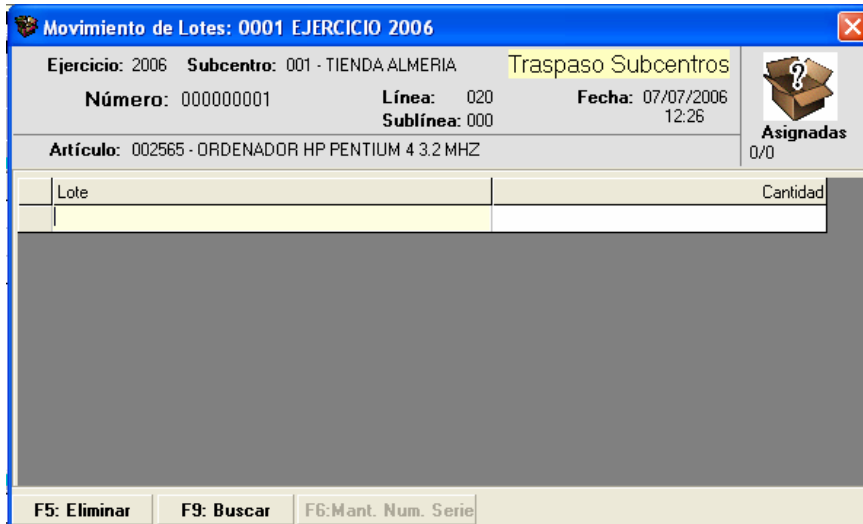 Movimiento de Lotes: 0001 EJERCICIO 2006
Ejercicio: 2006 Subcentro: 001 - TIENDA ALMERIA Traspaso Subcentros
Número: 000000001 Línea: 020 Fecha: 07/07/2006
Sublínea: 000 12:26
Asignadas
Artículo: 002565 - ORDENADOR HP PENTIUM 4 3.2 MHZ 0/0
Lote Cantidad
F5: Eliminar F9: Buscar F6:Mant. Num. Serie